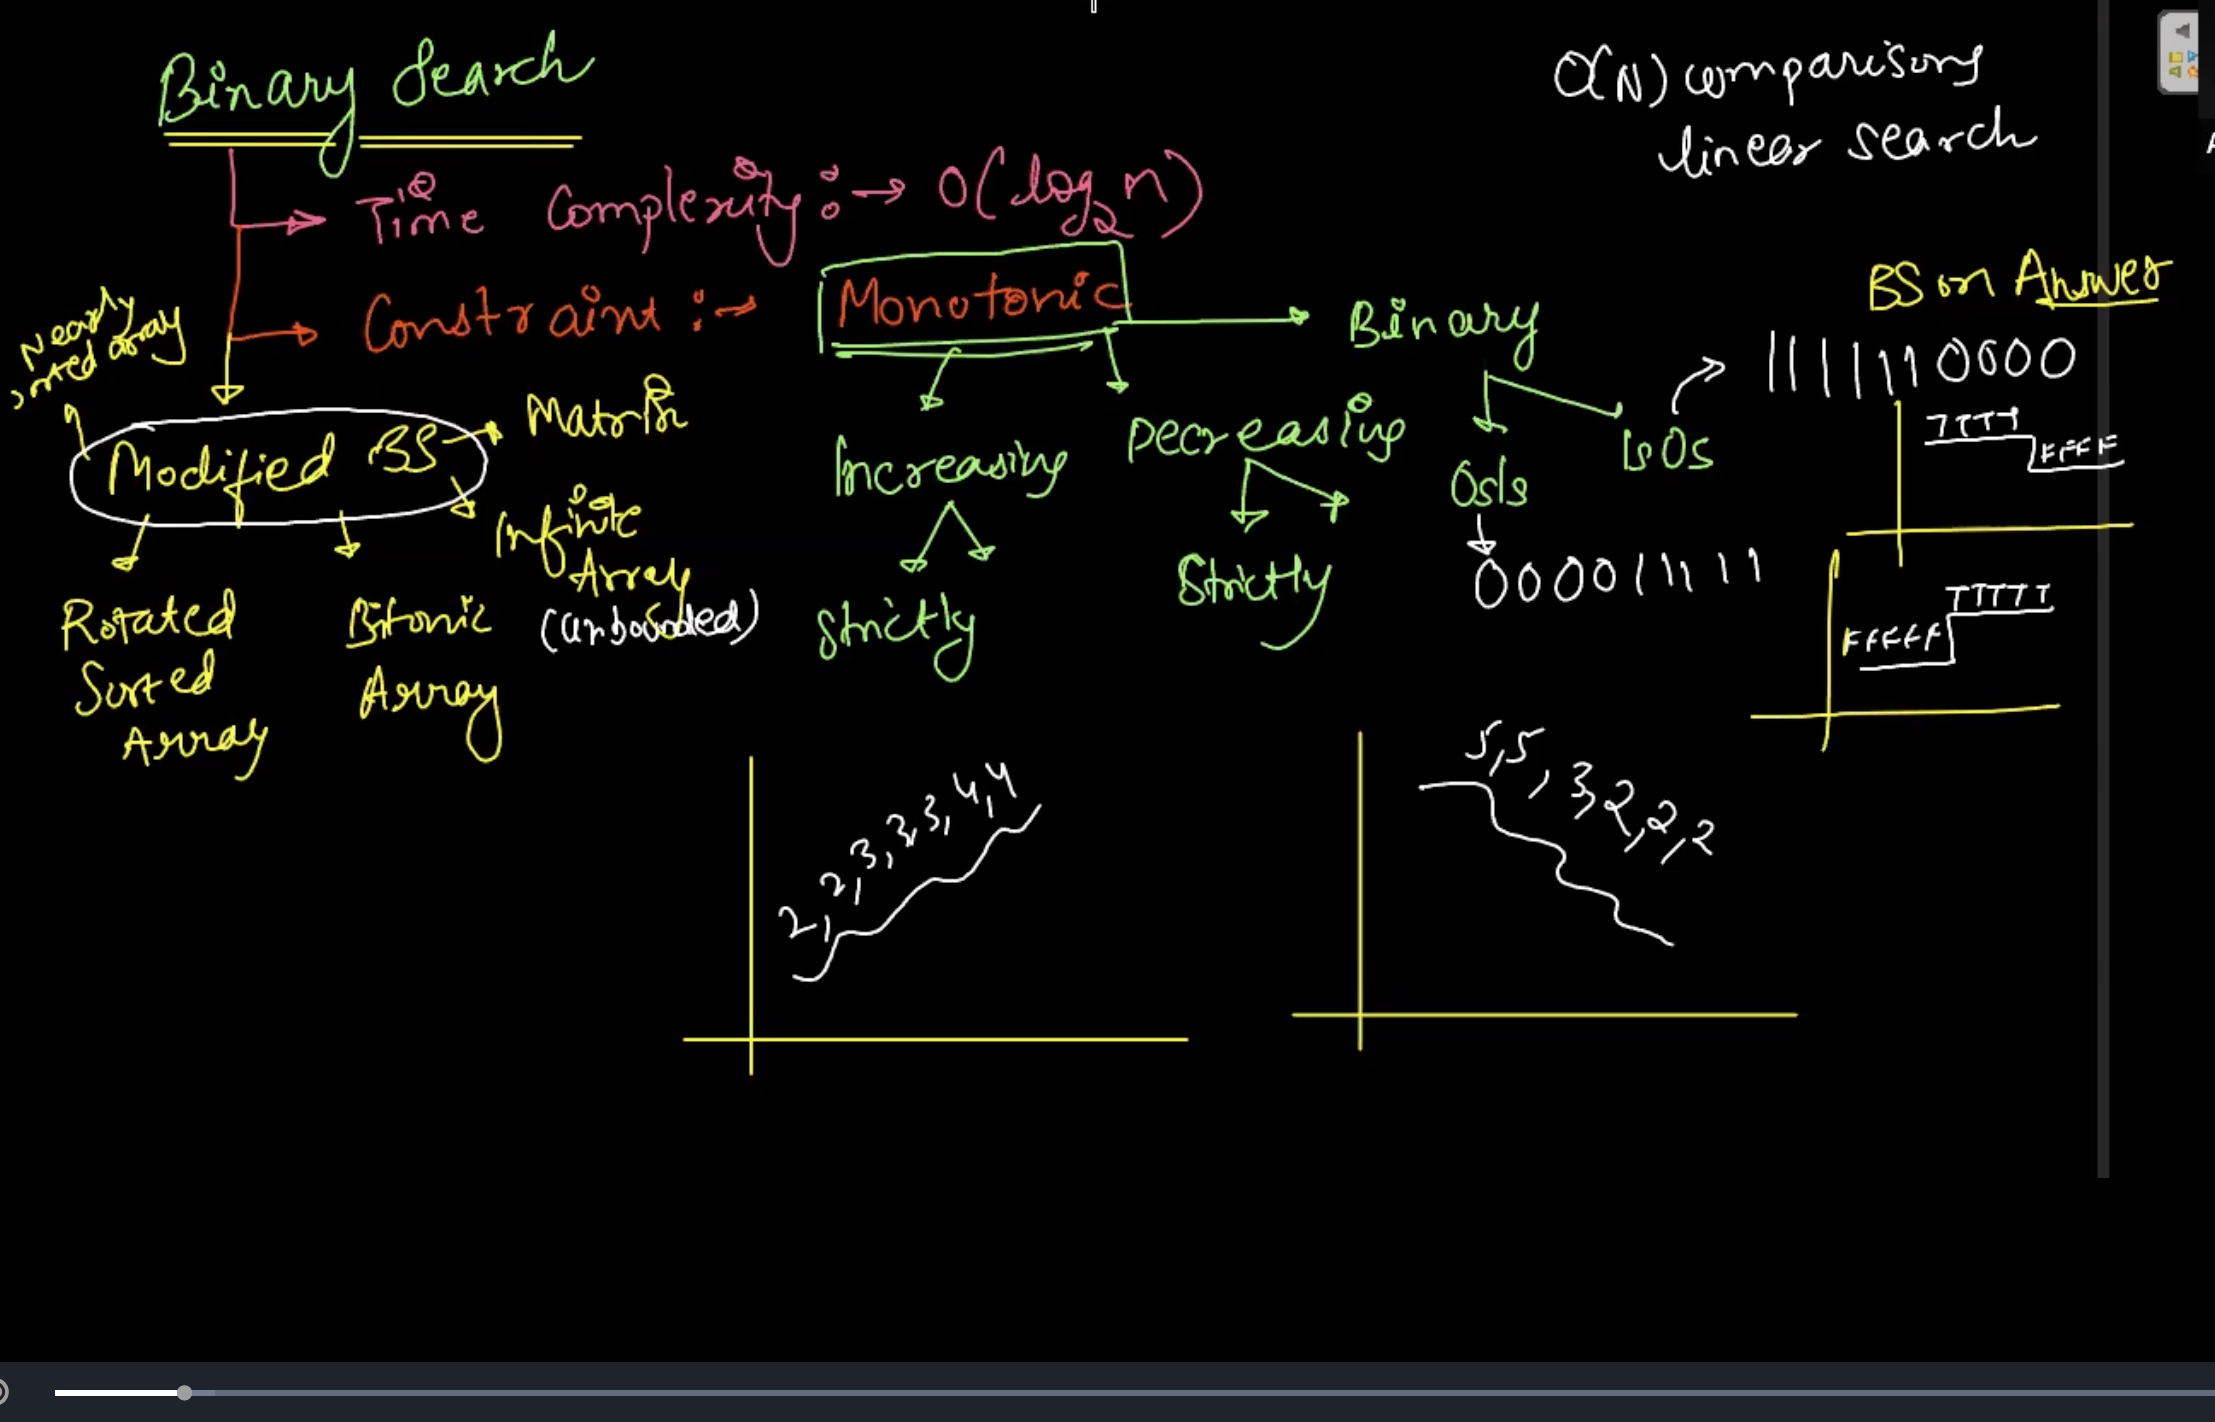 Binary Search
O(N) comparisons
linear search
Time Complexity :→ O(log₂n)
Constraint :→ Monotonic
Binary
BS on Answer
Nearly
sorted array
1111110000
Modified BS
Matrix
Increasing
Decreasing
0s1s
1s0s
TTTT
FFFF
Infinite
Array
(unbounded)
Strictly
Strictly
000011111
TTTTT
FFFFF
Rotated
Sorted
Array
Bitonic
Array
2, 2, 3, 3, 3, 4, 4
5, 5, 3, 2, 2, 2